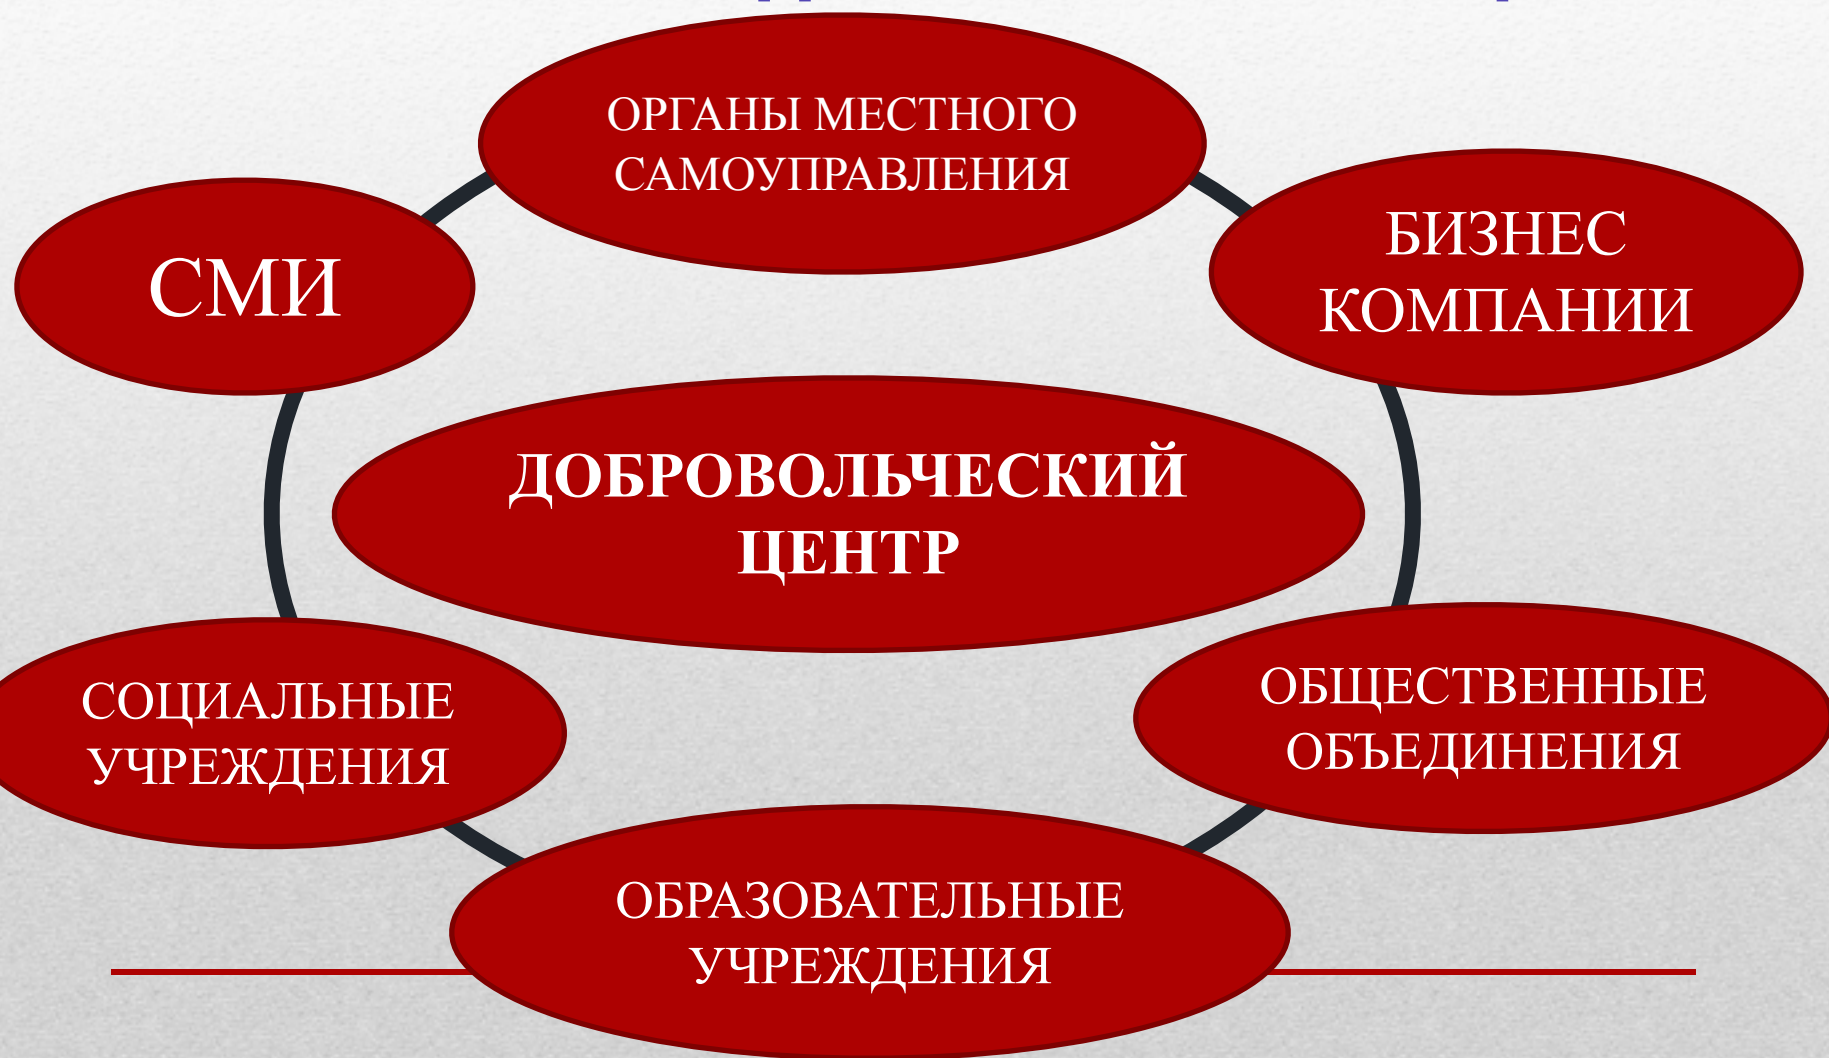 ОРГАНЫ МЕСТНОГО
САМОУПРАВЛЕНИЯ
СМИ
БИЗНЕС
КОМПАНИИ
ДОБРОВОЛЬЧЕСКИЙ
ЦЕНТР
СОЦИАЛЬНЫЕ
УЧРЕЖДЕНИЯ
ОБЩЕСТВЕННЫЕ
ОБЪЕДИНЕНИЯ
ОБРАЗОВАТЕЛЬНЫЕ
УЧРЕЖДЕНИЯ